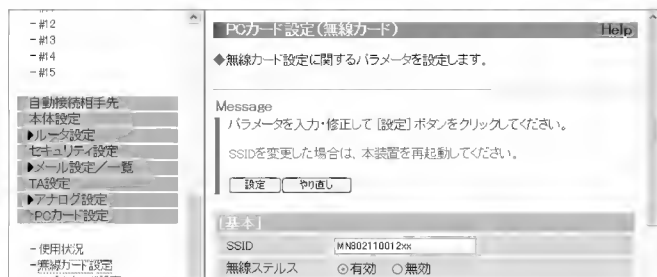 -#12
-#13
-#14
-#15
自動接続相手先
本体設定
▶ルータ設定
セキュリティ設定
▶メール設定/一覧
TA設定
▶アナログ設定
PCカード設定
-使用状況
-無線カード設定
PCカード設定(無線カード)
Help
◆無線カード設定に関するパラメータを設定します。
Message
パラメータを入力・修正して[設定]ボタンをクリックしてください。
SSIDを変更した場合は、本装置を再起動してください。
設定 やり直し
[基本]
SSID MN802110012xx
無線ステルス ⊙有効 ○無効